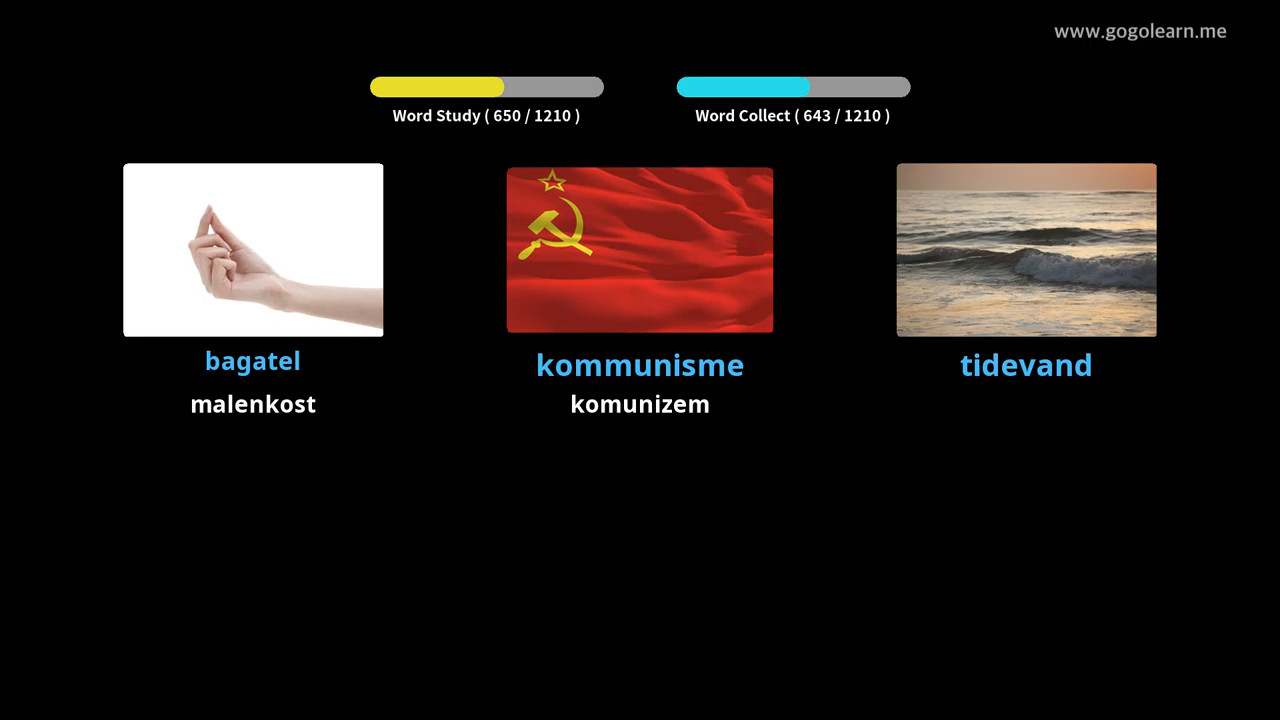 www.gogolearn.me
Word Study ( 650 / 1210 )
Word Collect ( 643 / 1210 )
bagatel
kommunisme
tidevand
malenkost
komunizem